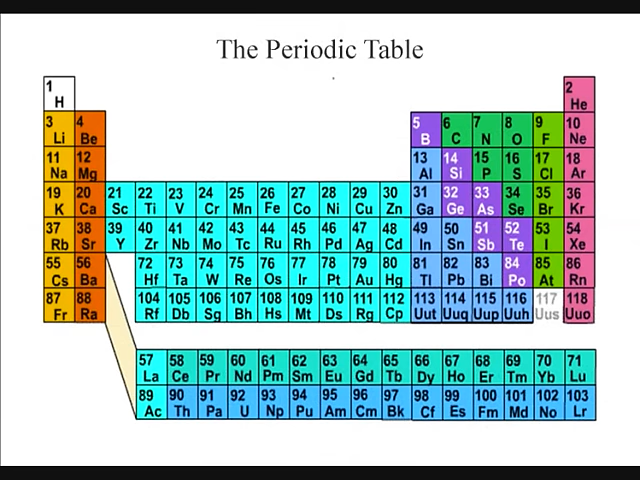 The Periodic Table
1 2
H He
3 4 5 6 7 8 9 10
Li Be B C N O F Ne
11 12 13 14 15 16 17 18
Na Mg Al Si P S Cl Ar
19 20 21 22 23 24 25 26 27 28 29 30 31 32 33 34 35 36
K Ca Sc Ti V Cr Mn Fe Co Ni Cu Zn Ga Ge As Se Br Kr
37 38 39 40 41 42 43 44 45 46 47 48 49 50 51 52 53 54
Rb Sr Y Zr Nb Mo Tc Ru Rh Pd Ag Cd In Sn Sb Te I Xe
55 56 72 73 74 75 76 77 78 79 80 81 82 83 84 85 86
Cs Ba Hf Ta W Re Os Ir Pt Au Hg Tl Pb Bi Po At Rn
87 88 104 105 106 107 108 109 110 111 112 113 114 115 116 117 118
Fr Ra Rf Db Sg Bh Hs Mt Ds Rg Cp Uut Uuq Uup Uuh Uus Uuo
57 58 59 60 61 62 63 64 65 66 67 68 69 70 71
La Ce Pr Nd Pm Sm Eu Gd Tb Dy Ho Er Tm Yb Lu
89 90 91 92 93 94 95 96 97 98 99 100 101 102 103
Ac Th Pa U Np Pu Am Cm Bk Cf Es Fm Md No Lr